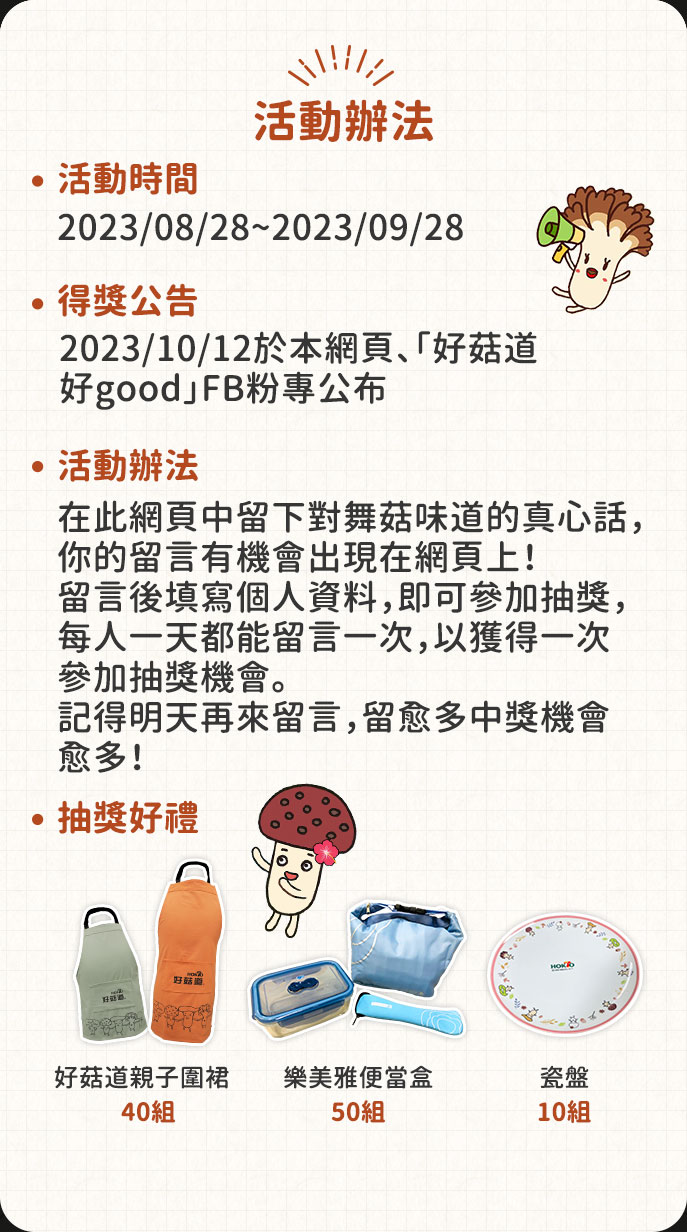 活動辦法
活動時間
2023/08/28~2023/09/28
得獎公告
2023/10/12於本網頁、「好菇道
好good」FB粉專公布
活動辦法
在此網頁中留下對舞菇味道的真心話，
你的留言有機會出現在網頁上！
留言後填寫個人資料，即可參加抽獎，
每人一天都能留言一次，以獲得一次
參加抽獎機會。
記得明天再來留言，留愈多中獎機會
愈多！
抽獎好禮
HOKTO
好菇道
HOKTO
好菇道
HOKTO
好菇道親子圍裙
樂美雅便當盒
瓷盤
40組
50組
10組